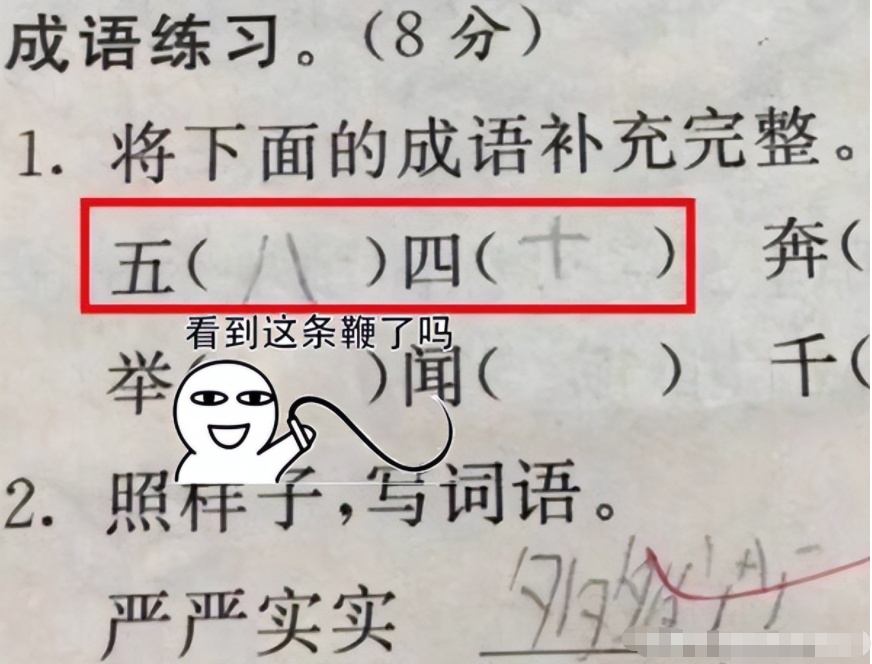 成语练习。(8 分)
1. 将下面的成语补充完整。
五( 八 )四( 十 ) 奔(
看到这条鞭了吗
举( )闻( ) 千(
2. 照样子,写词语。
严严实实